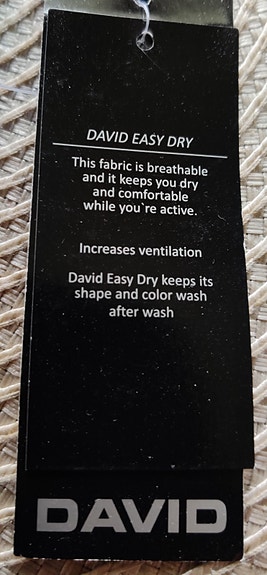 DAVID EASY DRY
This fabric is breathable
and it keeps you dry
and comfortable
while you`re active.
Increases ventilation
David Easy Dry keeps its
shape and color wash
after wash
DAVID